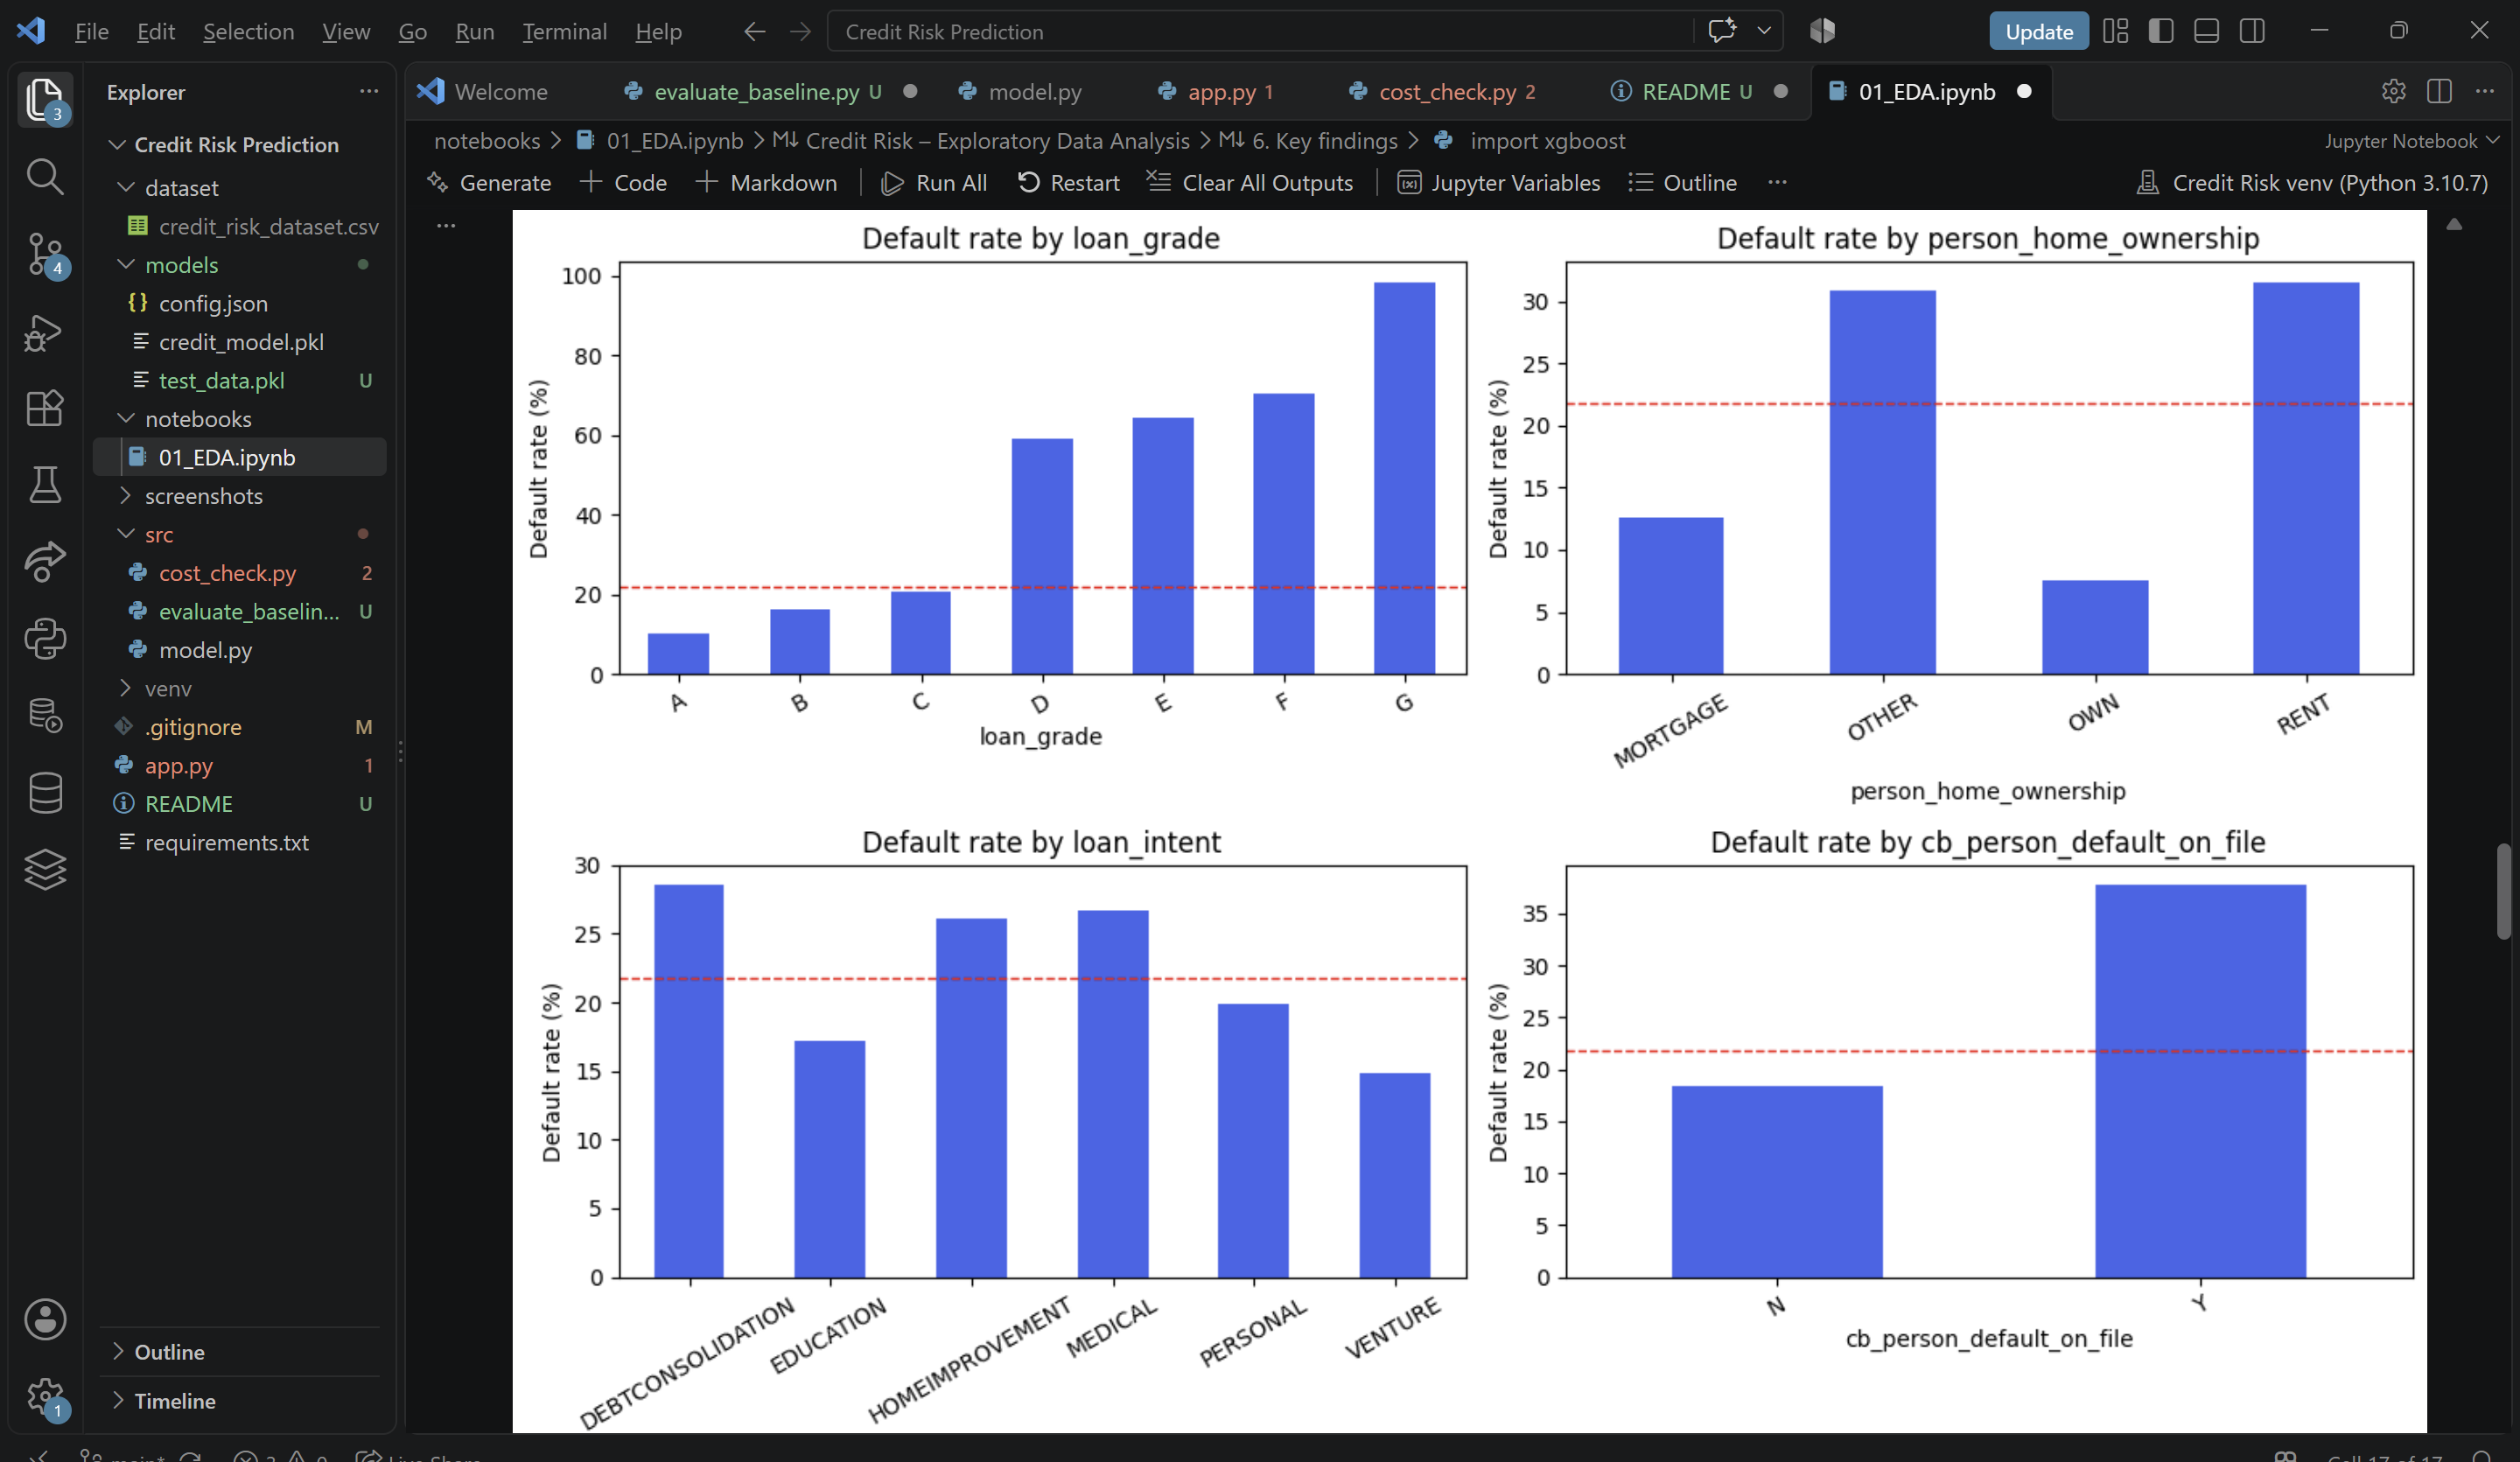 File Edit Selection View Go Run Terminal Help
Credit Risk Prediction
Update
3
4
1
Explorer
Credit Risk Prediction
dataset
credit_risk_dataset.csv
models
config.json
credit_model.pkl
test_data.pkl U
notebooks
01_EDA.ipynb
screenshots
src
cost_check.py 2
evaluate_baselin... U
model.py
venv
.gitignore M
app.py 1
README U
requirements.txt
Outline
Timeline
Welcome evaluate_baseline.py U model.py app.py 1 cost_check.py 2 README U 01_EDA.ipynb
notebooks > 01_EDA.ipynb > M↓ Credit Risk – Exploratory Data Analysis > M↓ 6. Key findings > import xgboost
Jupyter Notebook
Generate + Code + Markdown Run All Restart Clear All Outputs Jupyter Variables Outline ...
Credit Risk venv (Python 3.10.7)
Default rate by loan_grade
Default rate (%)
100
80
60
40
20
0
A B C D E F G
loan_grade
Default rate by person_home_ownership
Default rate (%)
30
25
20
15
10
5
0
MORTGAGE OTHER OWN RENT
person_home_ownership
Default rate by loan_intent
Default rate (%)
30
25
20
15
10
5
0
DEBTCONSOLIDATION EDUCATION HOMEIMPROVEMENT MEDICAL PERSONAL VENTURE
Default rate by cb_person_default_on_file
Default rate (%)
35
30
25
20
15
10
5
0
N Y
cb_person_default_on_file